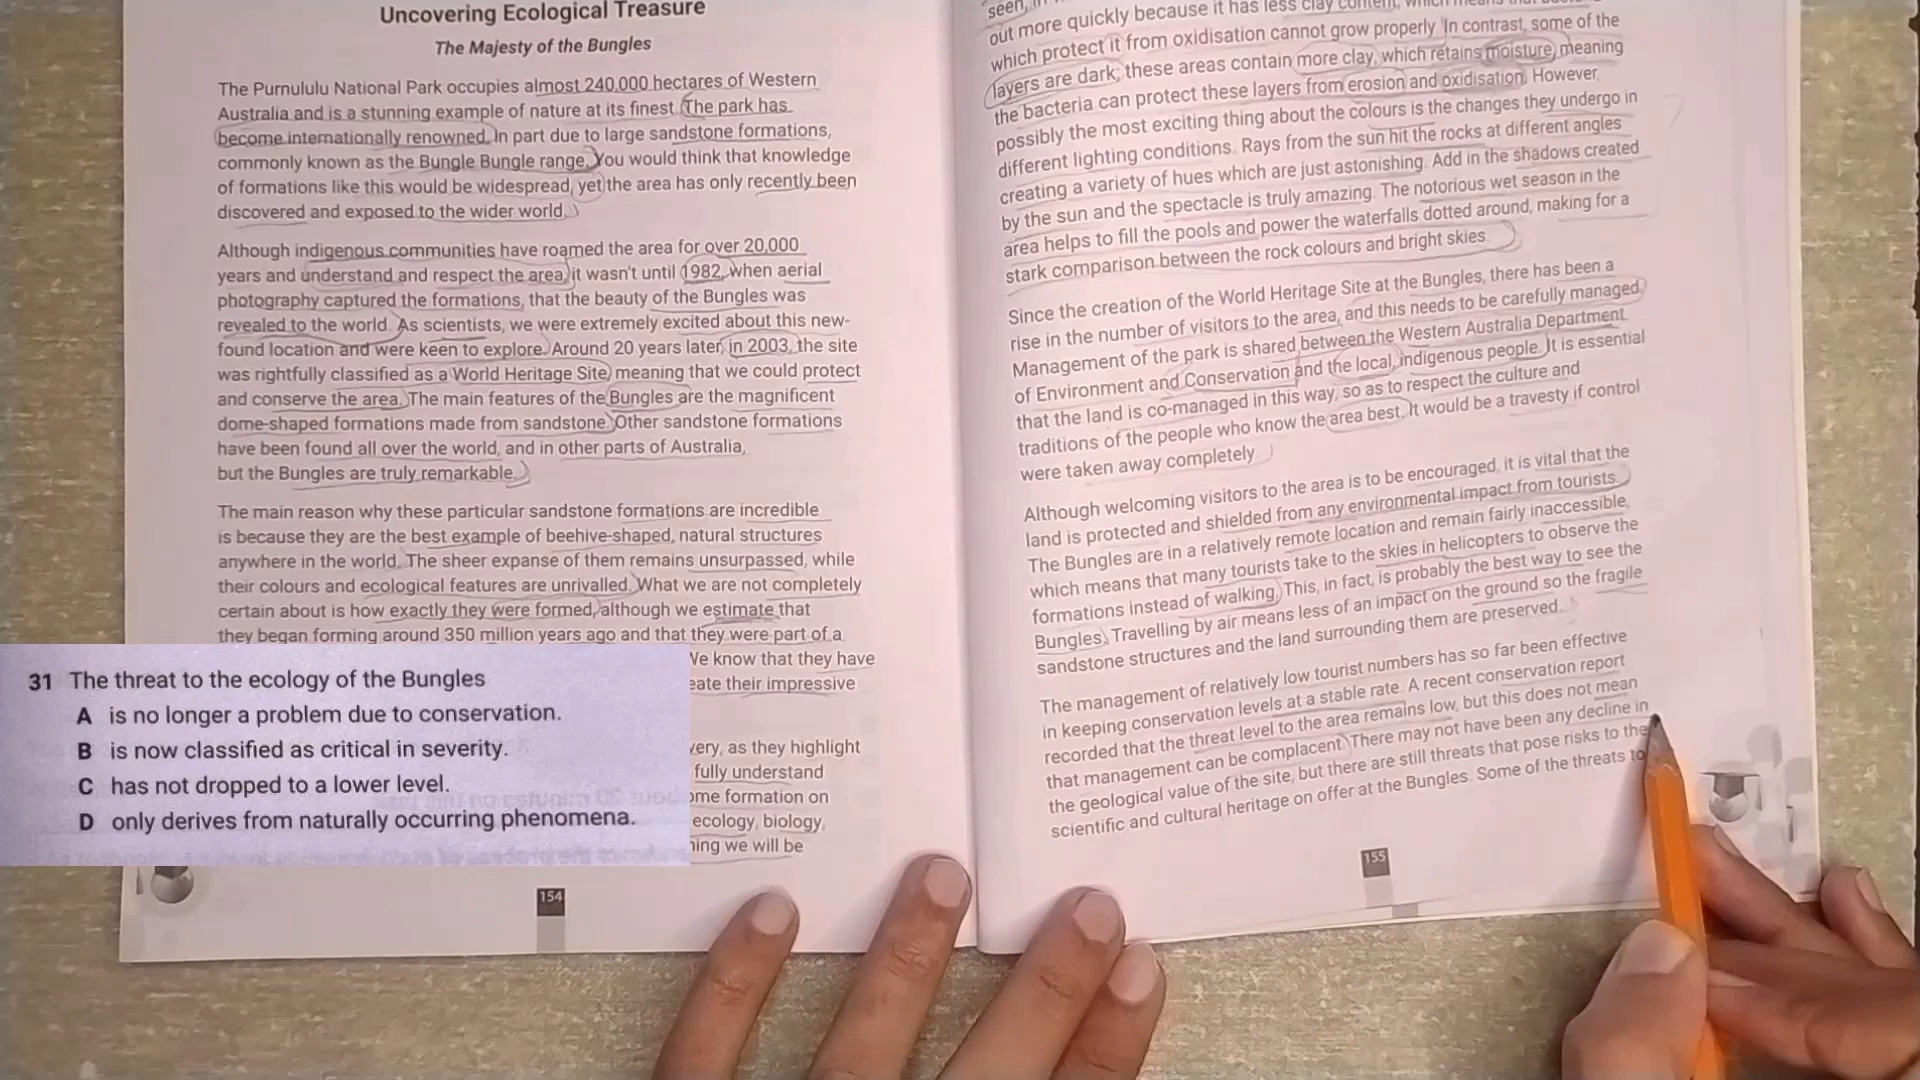 Uncovering Ecological Treasure
The Majesty of the Bungles
The Purnululu National Park occupies almost 240,000 hectares of Western
Australia and is a stunning example of nature at its finest. The park has
become internationally renowned. In part due to large sandstone formations,
commonly known as the Bungle Bungle range. You would think that knowledge
of formations like this would be widespread, yet the area has only recently been
discovered and exposed to the wider world.
Although indigenous communities have roamed the area for over 20,000
years and understand and respect the area, it wasn't until 1982, when aerial
photography captured the formations, that the beauty of the Bungles was
revealed to the world. As scientists, we were extremely excited about this new-
found location and were keen to explore. Around 20 years later, in 2003, the site
was rightfully classified as a World Heritage Site, meaning that we could protect
and conserve the area. The main features of the Bungles are the magnificent
dome-shaped formations made from sandstone. Other sandstone formations
have been found all over the world, and in other parts of Australia,
but the Bungles are truly remarkable.
The main reason why these particular sandstone formations are incredible
is because they are the best example of beehive-shaped, natural structures
anywhere in the world. The sheer expanse of them remains unsurpassed, while
their colours and ecological features are unrivalled. What we are not completely
certain about is how exactly they were formed, although we estimate that
they began forming around 350 million years ago and that they were part of a
We know that they have
eate their impressive
very, as they highlight
fully understand
ome formation on
ecology, biology,
ning we will be
154
31 The threat to the ecology of the Bungles
A is no longer a problem due to conservation.
B is now classified as critical in severity.
C has not dropped to a lower level.
D only derives from naturally occurring phenomena.
seen,
out more quickly because it has less clay content, which means that
which protect it from oxidisation cannot grow properly. In contrast, some of the
layers are dark; these areas contain more clay, which retains moisture, meaning
the bacteria can protect these layers from erosion and oxidisation. However,
possibly the most exciting thing about the colours is the changes they undergo in
different lighting conditions. Rays from the sun hit the rocks at different angles
creating a variety of hues which are just astonishing. Add in the shadows created
by the sun and the spectacle is truly amazing. The notorious wet season in the
area helps to fill the pools and power the waterfalls dotted around, making for a
stark comparison between the rock colours and bright skies.
Since the creation of the World Heritage Site at the Bungles, there has been a
rise in the number of visitors to the area, and this needs to be carefully managed.
Management of the park is shared between the Western Australia Department
of Environment and Conservation and the local, indigenous people. It is essential
that the land is co-managed in this way, so as to respect the culture and
traditions of the people who know the area best. It would be a travesty if control
were taken away completely.
Although welcoming visitors to the area is to be encouraged, it is vital that the
land is protected and shielded from any environmental impact from tourists.
The Bungles are in a relatively remote location and remain fairly inaccessible,
which means that many tourists take to the skies in helicopters to observe the
formations instead of walking. This, in fact, is probably the best way to see the
Bungles. Travelling by air means less of an impact on the ground so the fragile
sandstone structures and the land surrounding them are preserved.
The management of relatively low tourist numbers has so far been effective
in keeping conservation levels at a stable rate. A recent conservation report
recorded that the threat level to the area remains low, but this does not mean
that management can be complacent. There may not have been any decline in
the geological value of the site, but there are still threats that pose risks to the
scientific and cultural heritage on offer at the Bungles. Some of the threats to
155